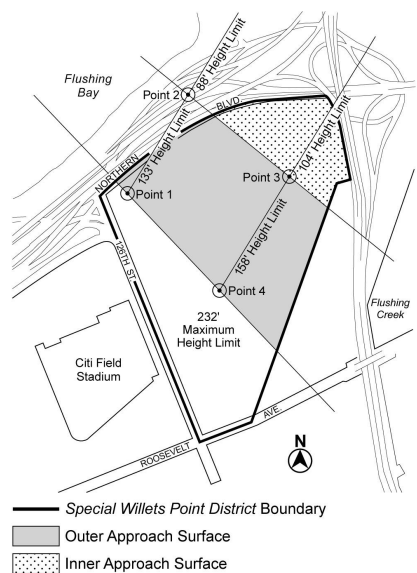 Flushing
Bay
88' Height Limit
Point 2
BLVD.
NORTHERN
133' Height Limit
104' Height Limit
Point 1
Point 3
158' Height Limit
126TH ST
Point 4
Flushing
Creek
232'
Maximum
Height Limit
Citi Field
Stadium
ROOSEVELT AVE.
N
Special Willets Point District Boundary
Outer Approach Surface
Inner Approach Surface